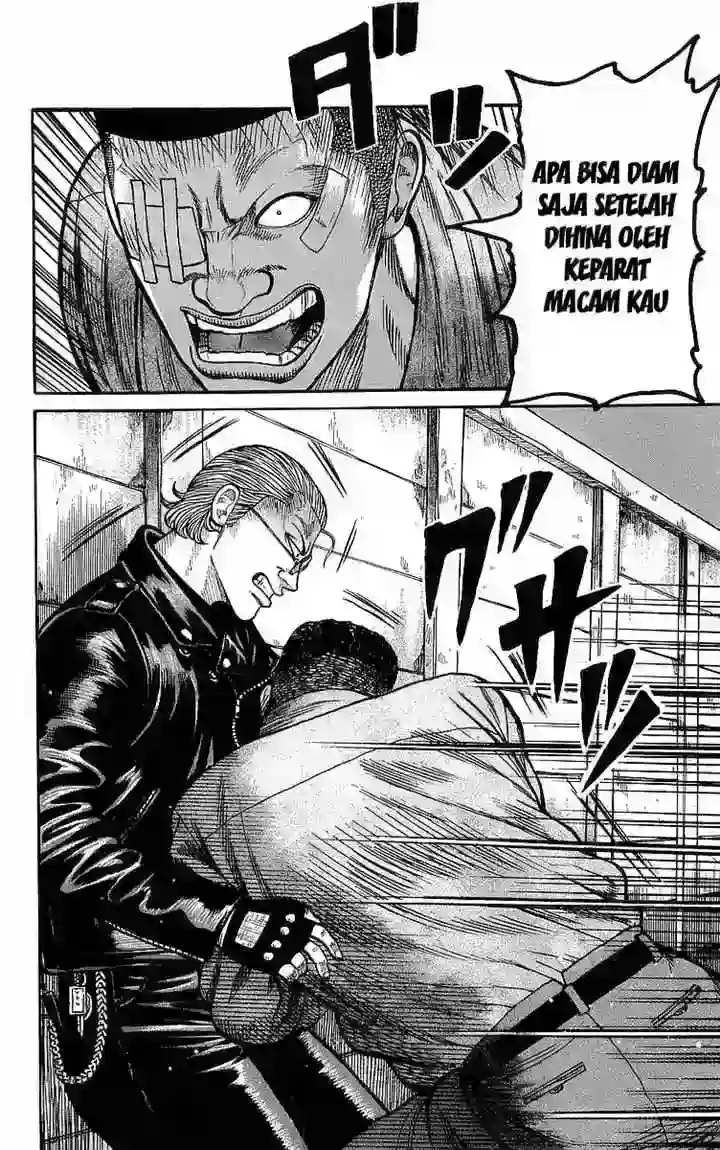 ダッ
APA BISA DIAM
SAJA SETELAH
DIHINA OLEH
KEPARAT
MACAM KAU
グサッ